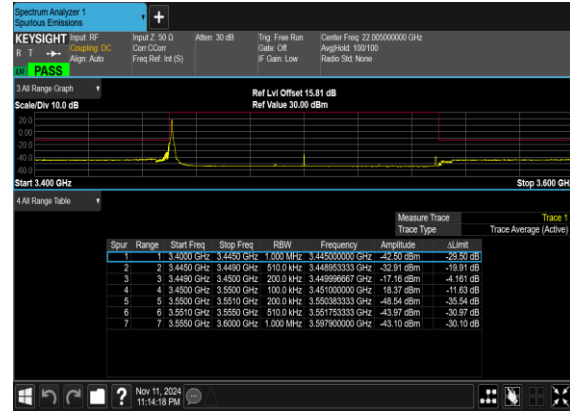 Spectrum Analyzer 1
Spurious Emissions
KEYSIGHT Input: RF Input Z: 50 Ω Atten: 30 dB Trig: Free Run Center Freq: 22.005000000 GHz
R T Coupling: DC Corr CCorr Gate: Off Avg|Hold: 100/100
Align: Auto Freq Ref: Int (S) IF Gain: Low Radio Std: None
PASS
3 All Range Graph Ref Lvl Offset 15.81 dB
Scale/Div 10.0 dB Ref Value 30.00 dBm
20.0
0.00
-20.0
-40.0
-60.0
Start 3.400 GHz Stop 3.600 GHz
4 All Range Table
Measure Trace Trace 1
Trace Type Trace Average (Active)
Spur Range Start Freq Stop Freq RBW Frequency Amplitude ΔLimit
1 1 3.4000 GHz 3.4450 GHz 1.000 MHz 3.445000000 GHz -42.50 dBm -29.50 dB
2 2 3.4450 GHz 3.4490 GHz 510.0 kHz 3.448953333 GHz -32.91 dBm -19.91 dB
3 3 3.4490 GHz 3.4500 GHz 200.0 kHz 3.449996667 GHz -17.16 dBm -4.161 dB
4 4 3.4500 GHz 3.5500 GHz 100.0 kHz 3.451000000 GHz 18.37 dBm -11.63 dB
5 5 3.5500 GHz 3.5510 GHz 200.0 kHz 3.550383333 GHz -48.54 dBm -35.54 dB
6 6 3.5510 GHz 3.5550 GHz 510.0 kHz 3.551753333 GHz -43.97 dBm -30.97 dB
7 7 3.5550 GHz 3.6000 GHz 1.000 MHz 3.597900000 GHz -43.10 dBm -30.10 dB
? Nov 11, 2024
11:14:18 PM